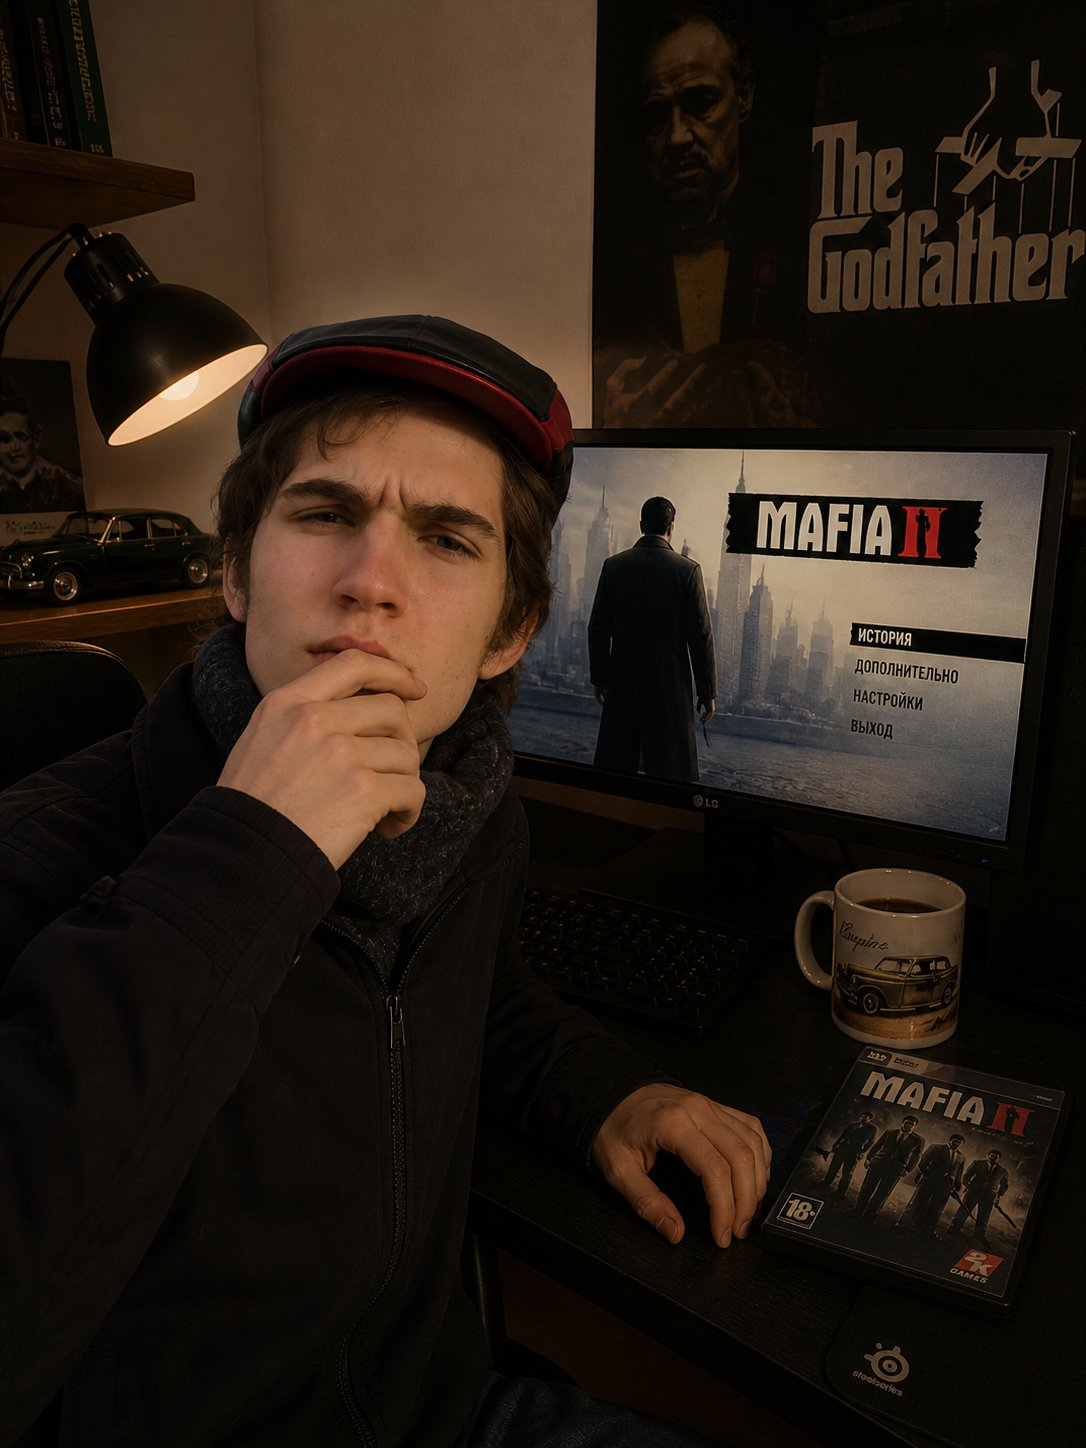 The
Godfather
MAFIA II
ИСТОРИЯ
ДОПОЛНИТЕЛЬНО
НАСТРОЙКИ
ВЫХОД
LG
MAFIA II
18+
2K
GAMES
steelseries